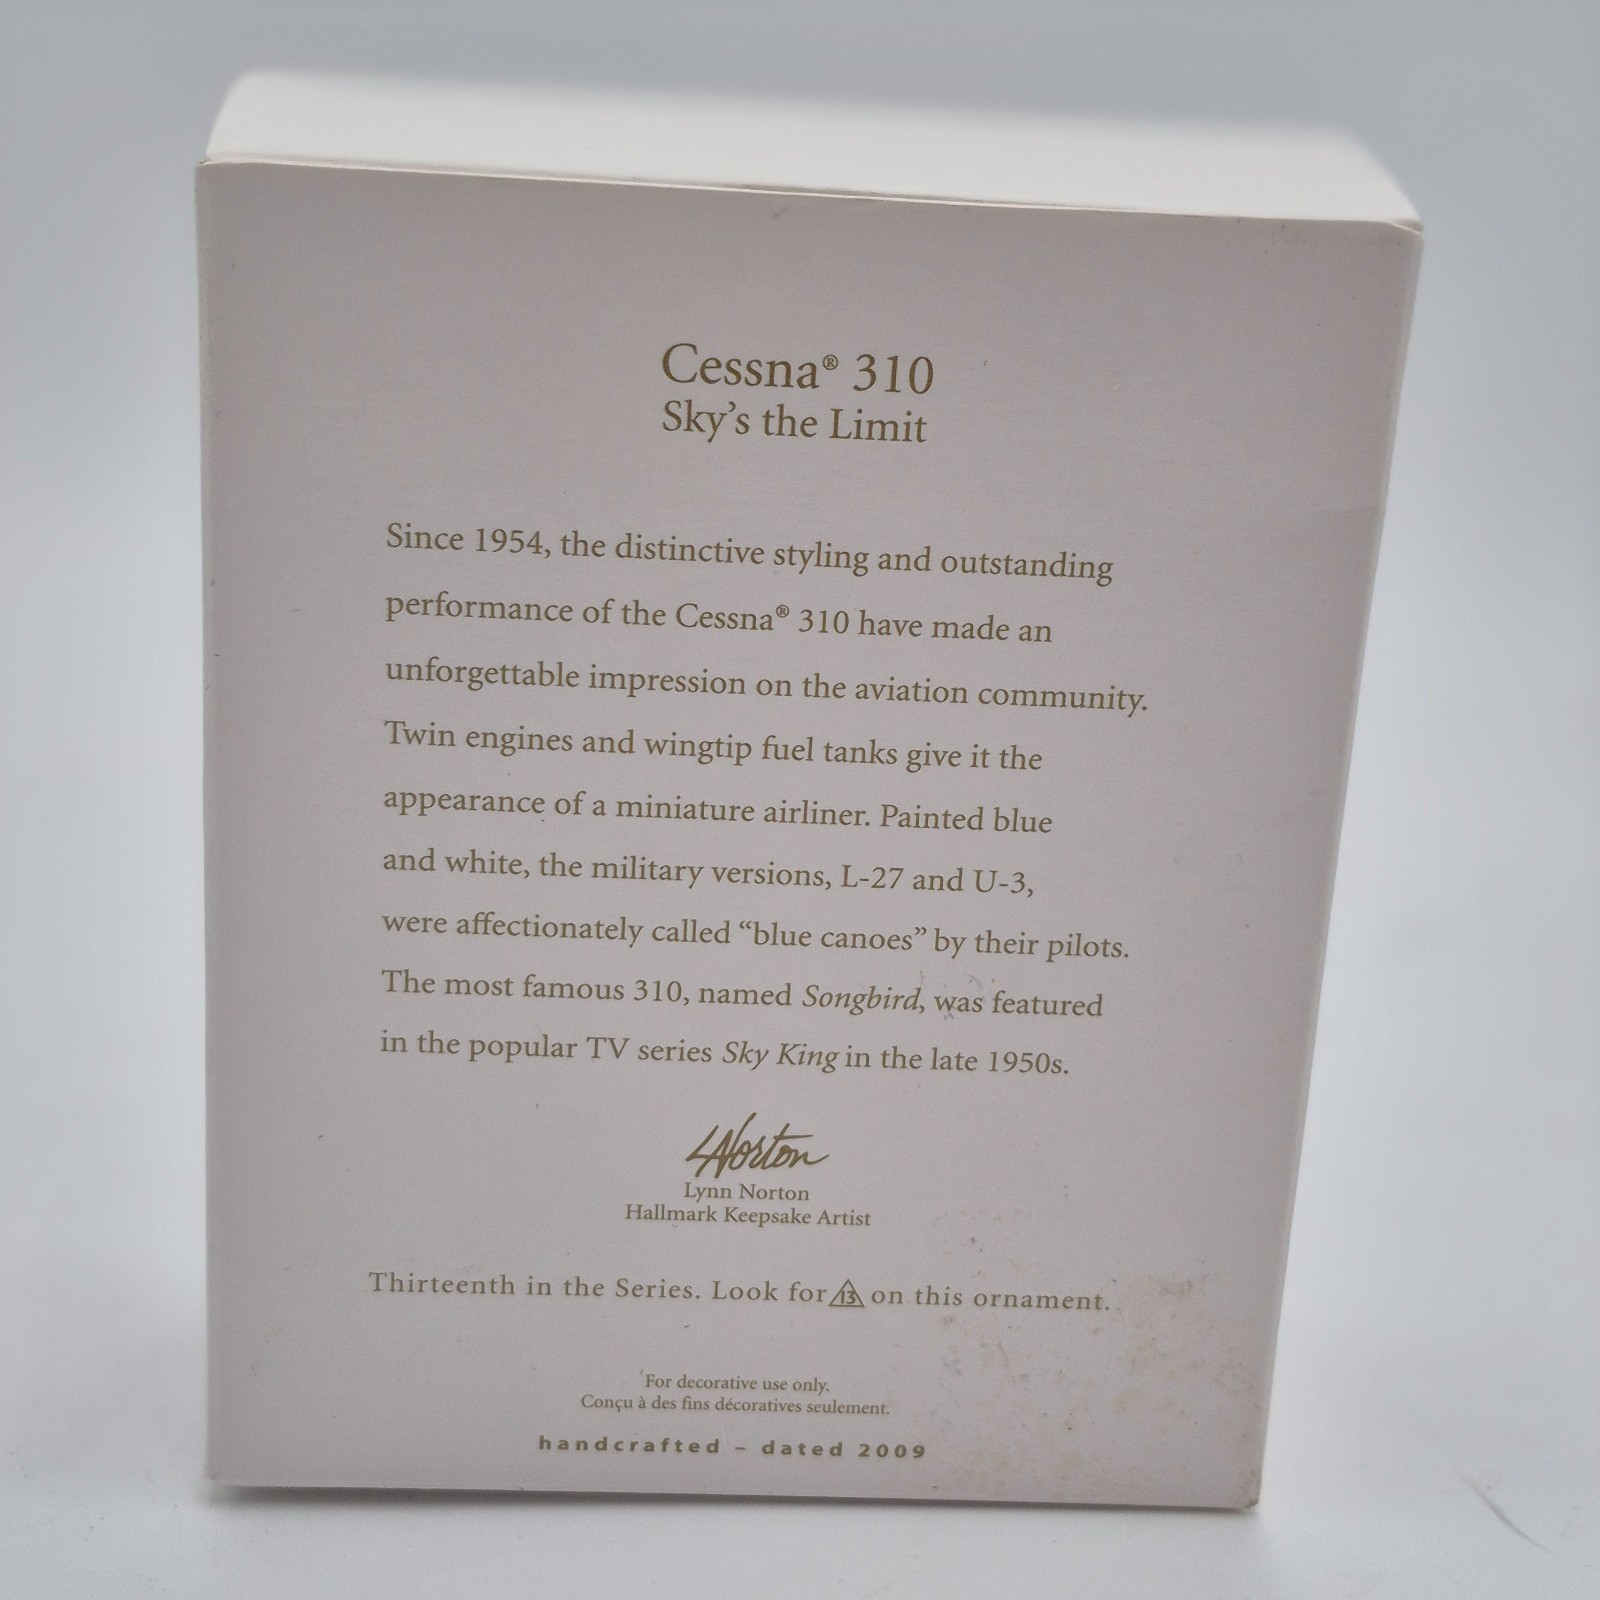 Cessna® 310
Sky's the Limit
Since 1954, the distinctive styling and outstanding
performance of the Cessna® 310 have made an
unforgettable impression on the aviation community.
Twin engines and wingtip fuel tanks give it the
appearance of a miniature airliner. Painted blue
and white, the military versions, L-27 and U-3,
were affectionately called “blue canoes” by their pilots.
The most famous 310, named Songbird, was featured
in the popular TV series Sky King in the late 1950s.
LNorton
Lynn Norton
Hallmark Keepsake Artist
Thirteenth in the Series. Look for 13 on this ornament.
For decorative use only.
Conçu à des fins décoratives seulement.
handcrafted – dated 2009